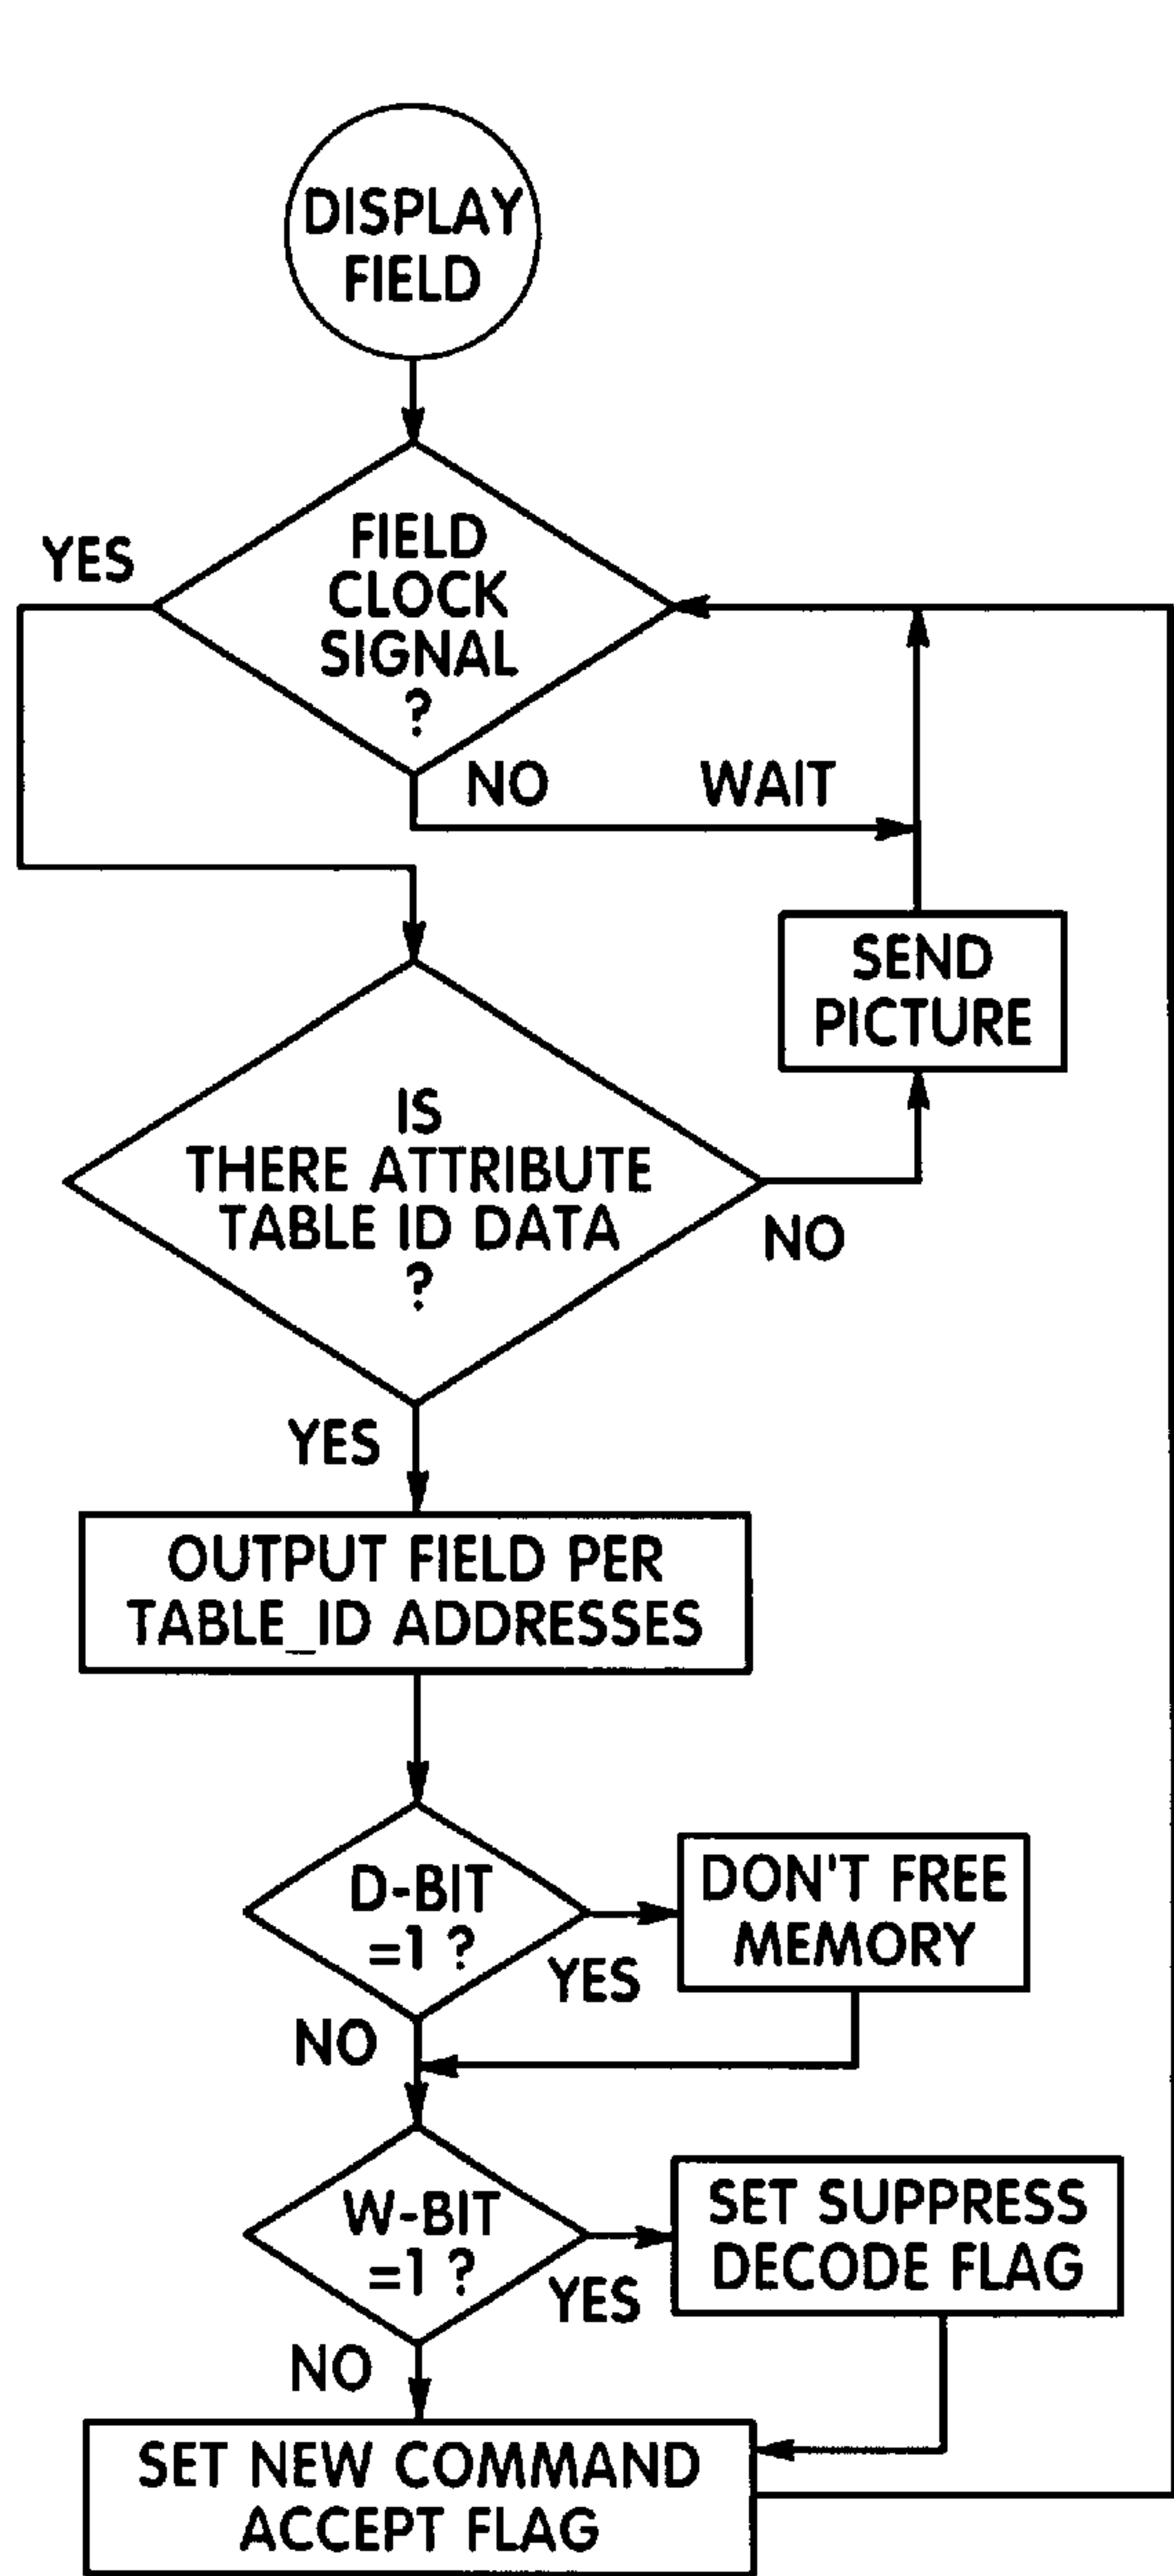 DISPLAY
FIELD
YES
FIELD
CLOCK
SIGNAL
?
NO
WAIT
SEND
PICTURE
IS
THERE ATTRIBUTE
TABLE ID DATA
?
NO
YES
OUTPUT FIELD PER
TABLE_ID ADDRESSES
D-BIT
=1 ?
YES
DON'T FREE
MEMORY
NO
W-BIT
=1 ?
YES
SET SUPPRESS
DECODE FLAG
NO
SET NEW COMMAND
ACCEPT FLAG